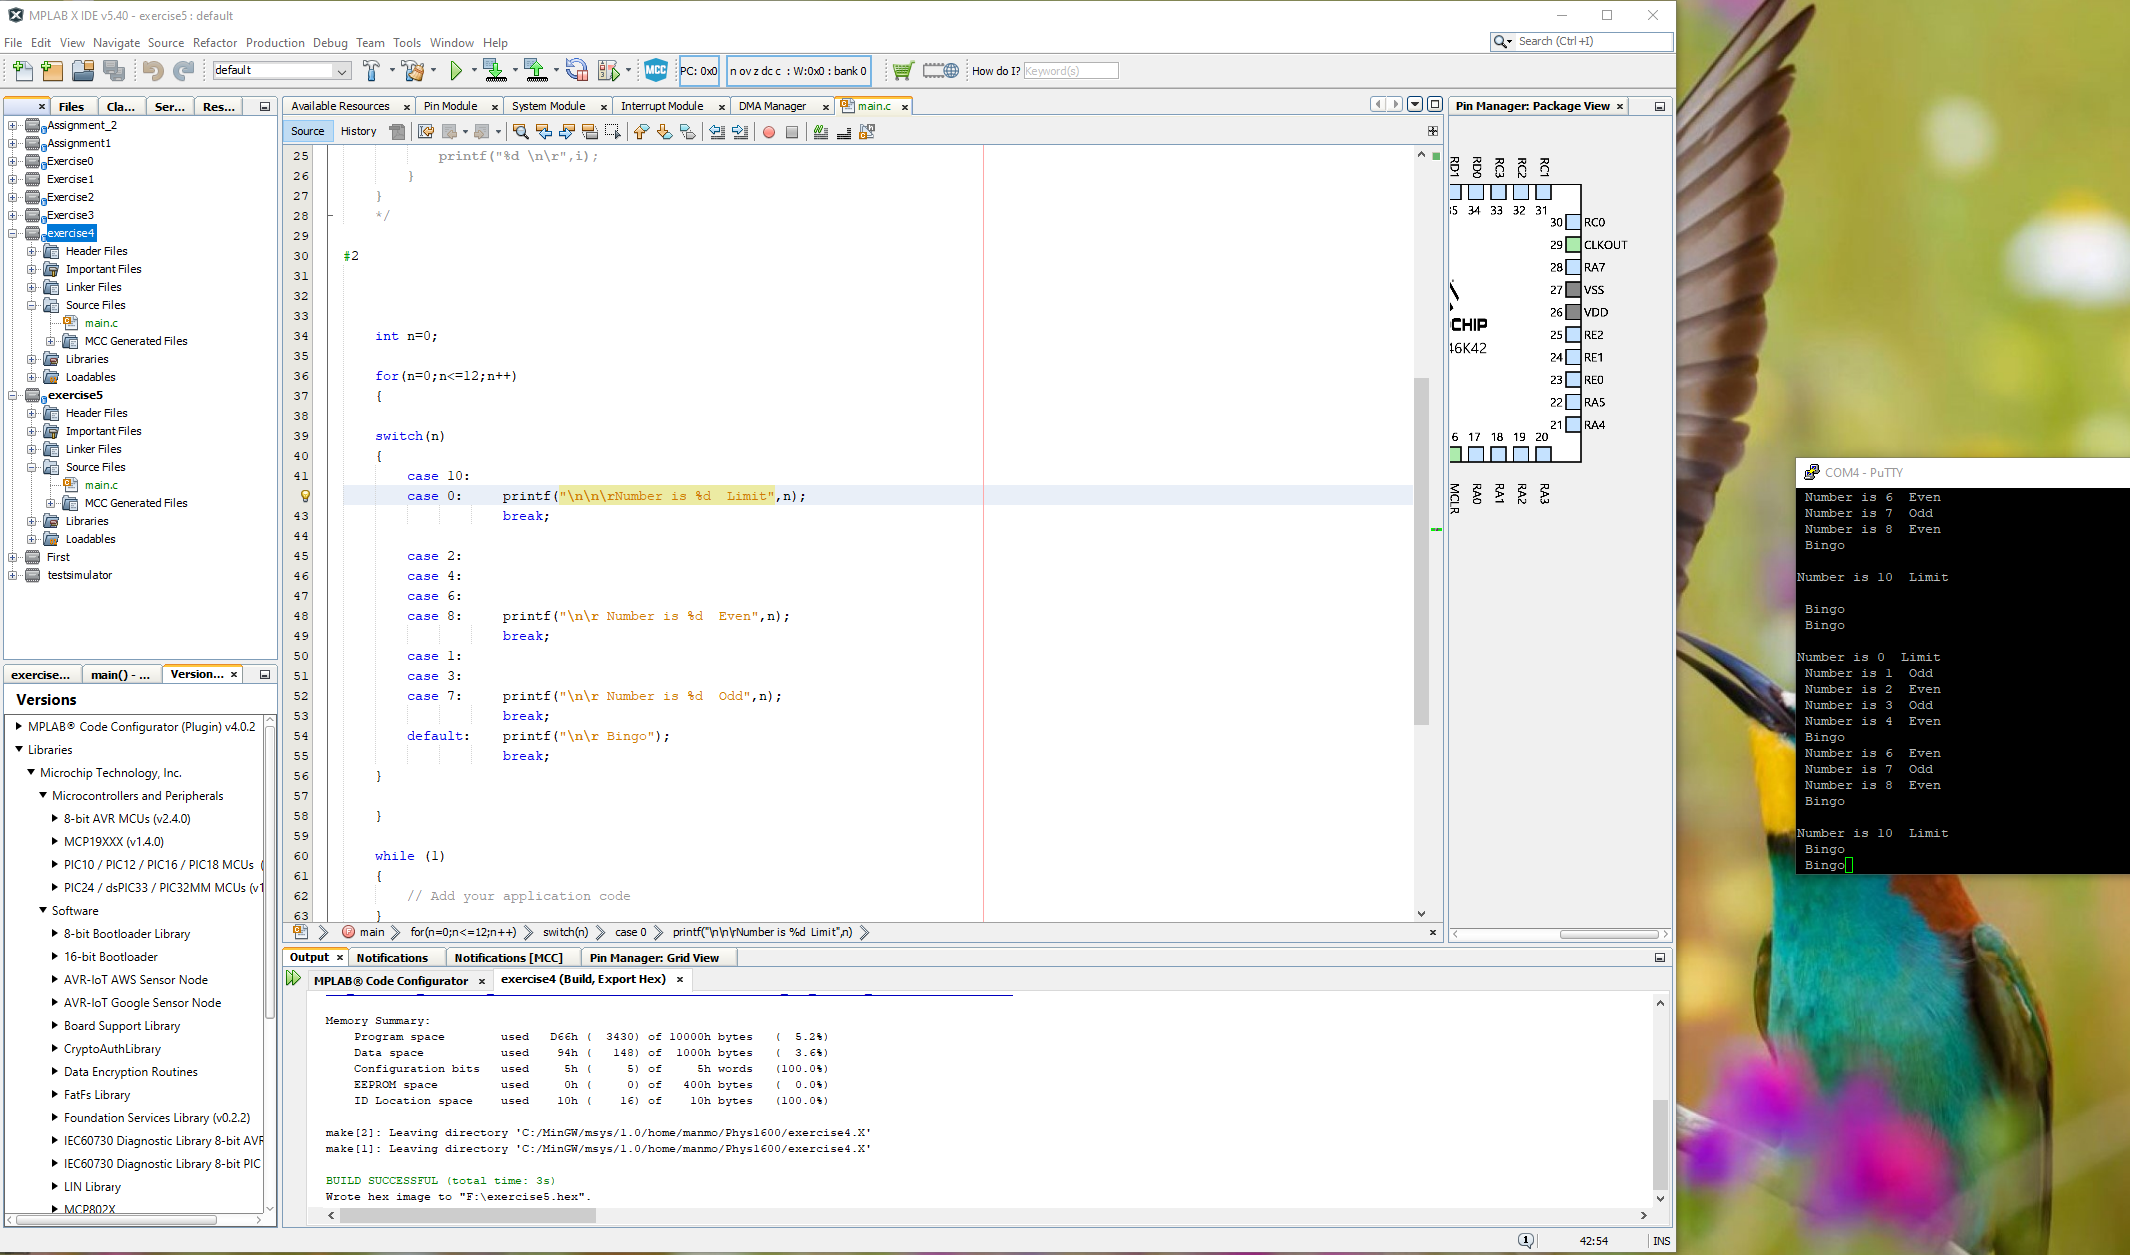 MPLAB X IDE v5.40 - exercise5 : default
File Edit View Navigate Source Refactor Production Debug Team Tools Window Help
Search (Ctrl+I)
default
MCC
PC: 0x0
n ov z dc c : W:0x0 : bank 0
How do I? Keyword(s)
Files Cla... Ser... Res...
Assignment_2
Assignment1
Exercise0
Exercise1
Exercise2
Exercise3
exercise4
Header Files
Important Files
Linker Files
Source Files
main.c
MCC Generated Files
Libraries
Loadables
exercise5
Header Files
Important Files
Linker Files
Source Files
main.c
MCC Generated Files
Libraries
Loadables
First
testsimulator
exercise... main() - ... Version...
Versions
MPLAB® Code Configurator (Plugin) v4.0.2
Libraries
Microchip Technology, Inc.
Microcontrollers and Peripherals
8-bit AVR MCUs (v2.4.0)
MCP19XXX (v1.4.0)
PIC10 / PIC12 / PIC16 / PIC18 MCUs (
PIC24 / dsPIC33 / PIC32MM MCUs (v1
Software
8-bit Bootloader Library
16-bit Bootloader
AVR-IoT AWS Sensor Node
AVR-IoT Google Sensor Node
Board Support Library
CryptoAuthLibrary
Data Encryption Routines
FatFs Library
Foundation Services Library (v0.2.2)
IEC60730 Diagnostic Library 8-bit AVR
IEC60730 Diagnostic Library 8-bit PIC
LIN Library
MCP802X
Available Resources Pin Module System Module Interrupt Module DMA Manager main.c
Source History
25 printf("%d \n\r",i);
26 }
27 }
28 */
29
30 #2
31
32
33
34 int n=0;
35
36 for(n=0;n<=12;n++)
37 {
38
39 switch(n)
40 {
41 case 10:
case 0: printf("\n\n\rNumber is %d  Limit",n);
43 break;
44
45 case 2:
46 case 4:
47 case 6:
48 case 8: printf("\n\r Number is %d  Even",n);
49 break;
50 case 1:
51 case 3:
52 case 7: printf("\n\r Number is %d  Odd",n);
53 break;
54 default: printf("\n\r Bingo");
55 break;
56 }
57
58 }
59
60 while (1)
61 {
62 // Add your application code
63 }
main for(n=0;n<=12;n++) switch(n) case 0 printf("\n\n\rNumber is %d Limit",n)
Output Notifications Notifications [MCC] Pin Manager: Grid View
MPLAB® Code Configurator exercise4 (Build, Export Hex)
Memory Summary:
Program space used D66h ( 3430) of 10000h bytes ( 5.2%)
Data space used 94h ( 148) of 1000h bytes ( 3.6%)
Configuration bits used 5h ( 5) of 5h words (100.0%)
EEPROM space used 0h ( 0) of 400h bytes ( 0.0%)
ID Location space used 10h ( 16) of 10h bytes (100.0%)
make[2]: Leaving directory 'C:/MinGW/msys/1.0/home/manmo/Phys1600/exercise4.X'
make[1]: Leaving directory 'C:/MinGW/msys/1.0/home/manmo/Phys1600/exercise4.X'
BUILD SUCCESSFUL (total time: 3s)
Wrote hex image to "F:\exercise5.hex".
42:54 INS
Pin Manager: Package View
RD1 RD0 RC3 RC2 RC1
35 34 33 32 31
30 RC0
29 CLKOUT
28 RA7
27 VSS
26 VDD
25 RE2
24 RE1
23 RE0
22 RA5
21 RA4
CHIP
46K42
6 17 18 19 20
MCLR RA0 RA1 RA2 RA3
COM4 - PuTTY
Number is 6  Even
Number is 7  Odd
Number is 8  Even
Bingo
Number is 10  Limit
Bingo
Bingo
Number is 0  Limit
Number is 1  Odd
Number is 2  Even
Number is 3  Odd
Number is 4  Even
Bingo
Number is 6  Even
Number is 7  Odd
Number is 8  Even
Bingo
Number is 10  Limit
Bingo
Bingo